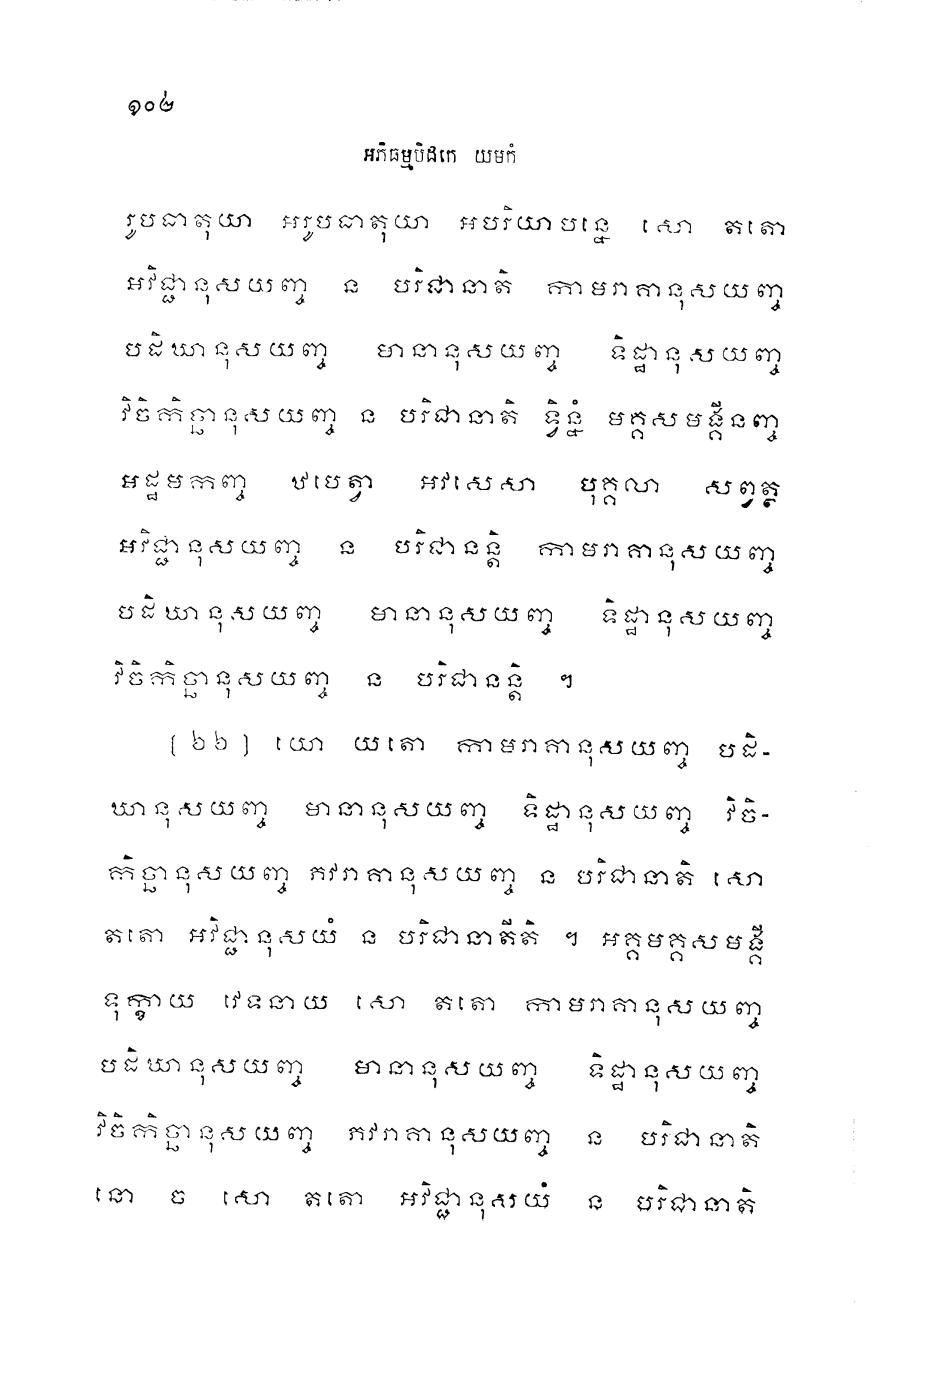 ១០៤
អភិធម្មបិដកេ យមកំ
រូបធាតុយា អរូបធាតុយា អបរិយាបន្នេ សោ តតោ
អវិជ្ជានុសយញ្ច ន បរិជានាតិ កាមរាគានុសយញ្ច
បដិឃានុសយញ្ច មានានុសយញ្ច ទិដ្ឋានុសយញ្ច
វិចិកិច្ឆានុសយញ្ច ន បរិជានាតិ ទ្វិន្នំ មគ្គសមង្គីនញ្ច
អដ្ឋមកញ្ច ឋបេត្វា អវសេសា បុគ្គលា សព្វត្ថ
អវិជ្ជានុសយញ្ច ន បរិជានន្តិ កាមរាគានុសយញ្ច
បដិឃានុសយញ្ច មានានុសយញ្ច ទិដ្ឋានុសយញ្ច
វិចិកិច្ឆានុសយញ្ច ន បរិជានន្តិ ។
(៦៦) យោ យតោ កាមរាគានុសយញ្ច បដិ-
ឃានុសយញ្ច មានានុសយញ្ច ទិដ្ឋានុសយញ្ច វិចិ-
កិច្ឆានុសយញ្ច ភវរាគានុសយញ្ច ន បរិជានាតិ សោ
តតោ អវិជ្ជានុសយំ ន បរិជានាតីតិ ។ អគ្គមគ្គសមង្គី
ទុក្ខាយ វេទនាយ សោ តតោ កាមរាគានុសយញ្ច
បដិឃានុសយញ្ច មានានុសយញ្ច ទិដ្ឋានុសយញ្ច
វិចិកិច្ឆានុសយញ្ច ភវរាគានុសយញ្ច ន បរិជានាតិ
នោ ច សោ តតោ អវិជ្ជានុសយំ ន បរិជានាតិ